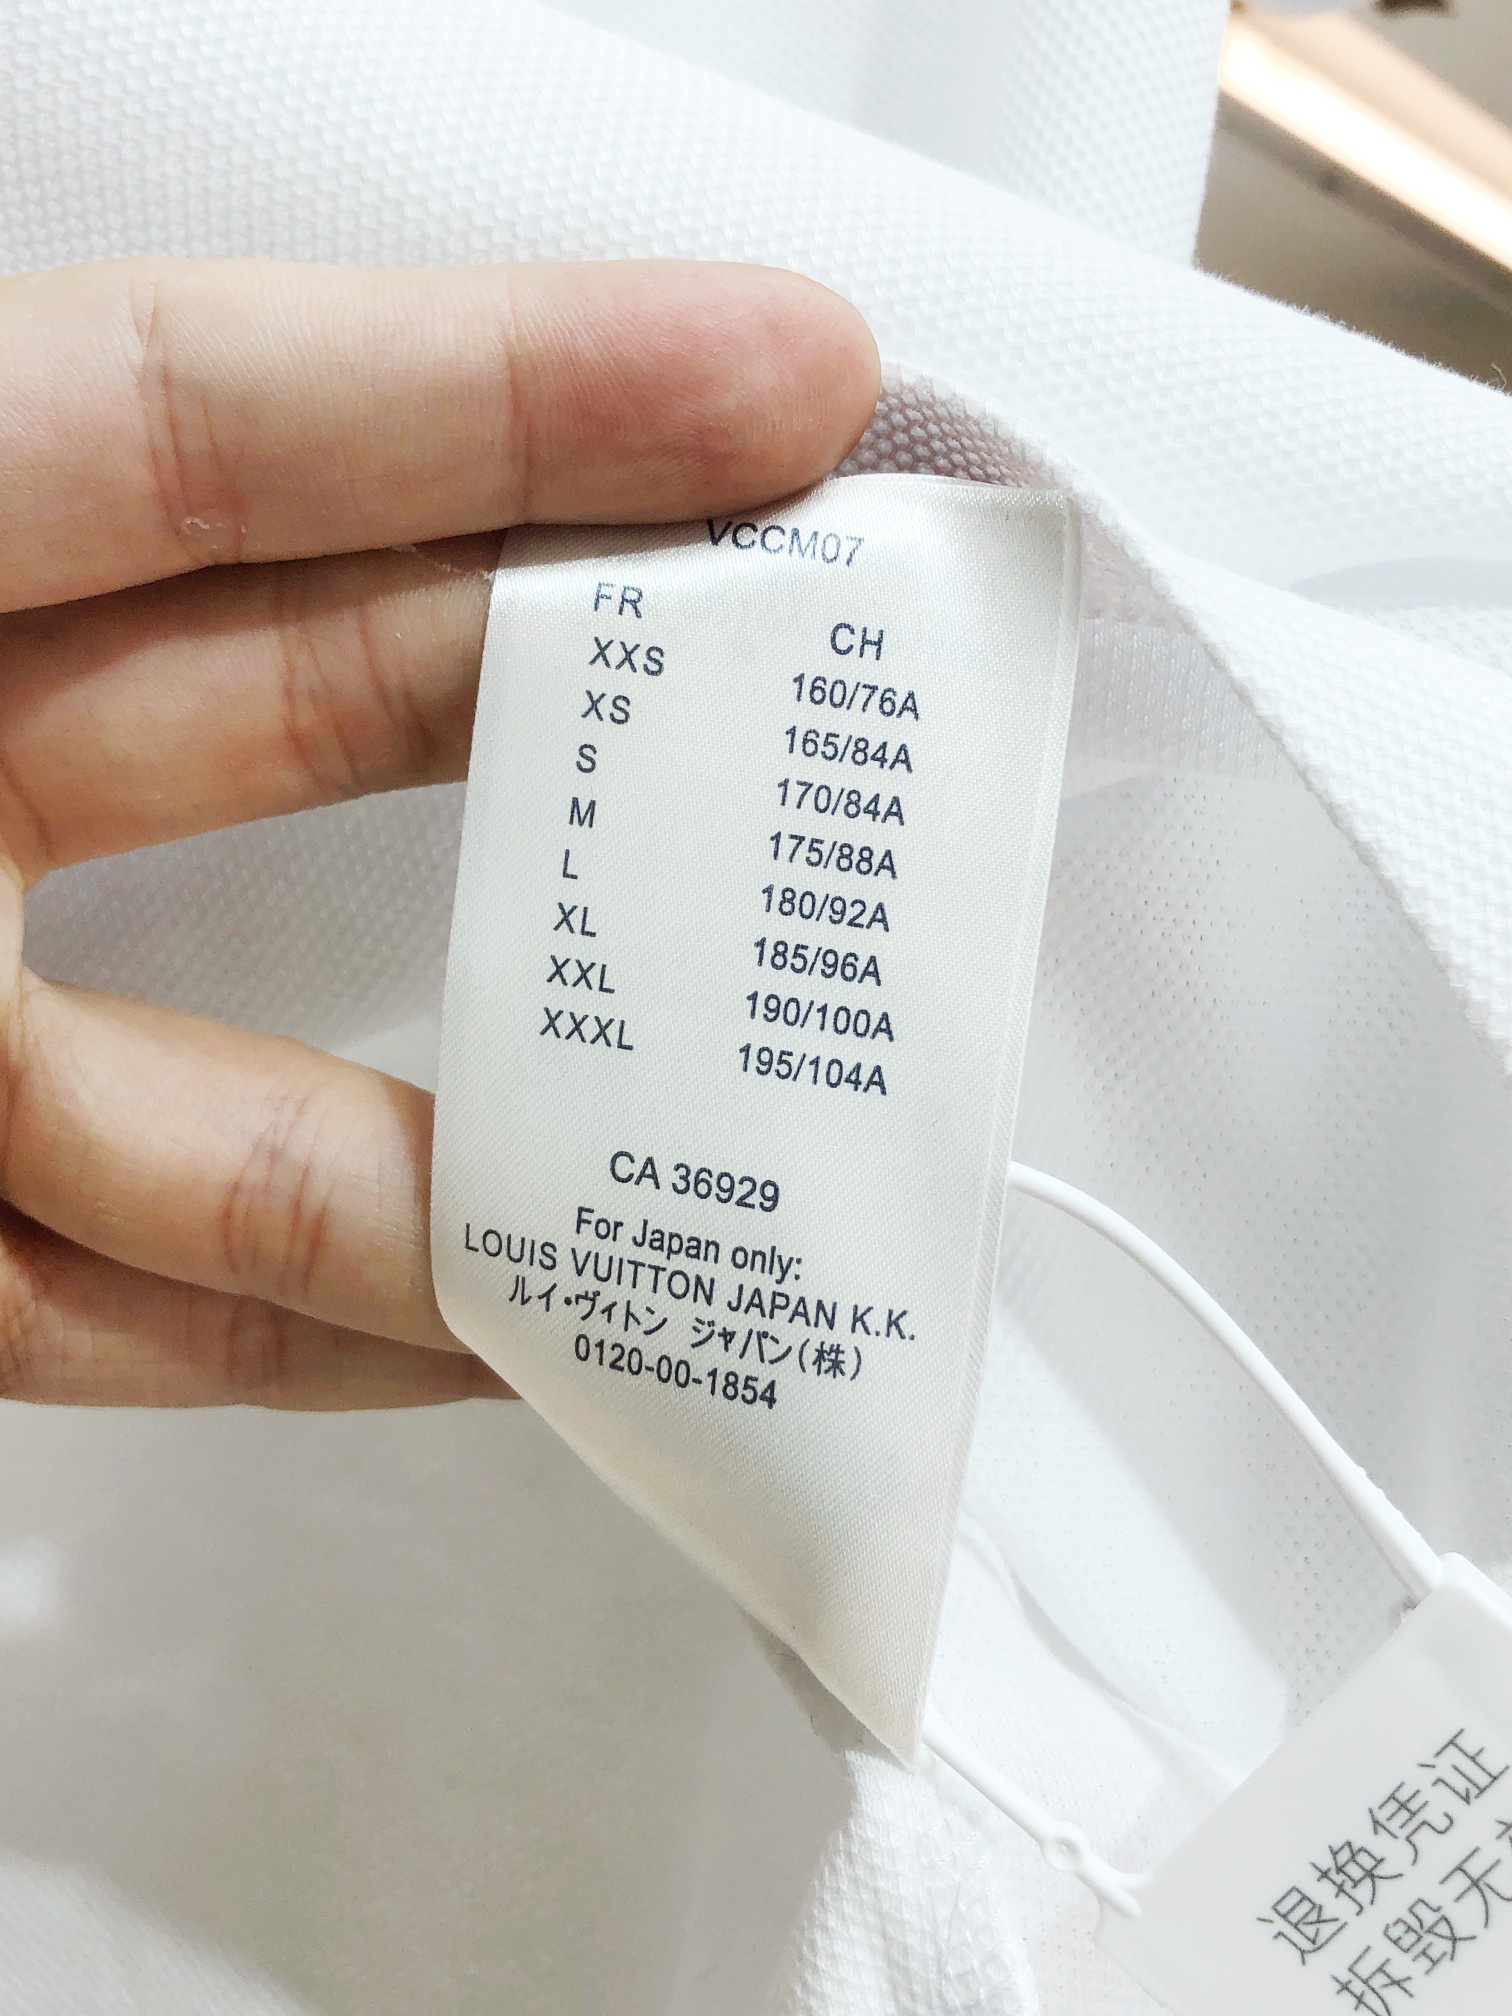 VCCM07
FR CH
XXS 160/76A
XS 165/84A
S 170/84A
M 175/88A
L 180/92A
XL 185/96A
XXL 190/100A
XXXL 195/104A
CA 36929
For Japan only:
LOUIS VUITTON JAPAN K.K.
ルイ・ヴィトン ジャパン(株)
0120-00-1854
退换凭证
拆毁无